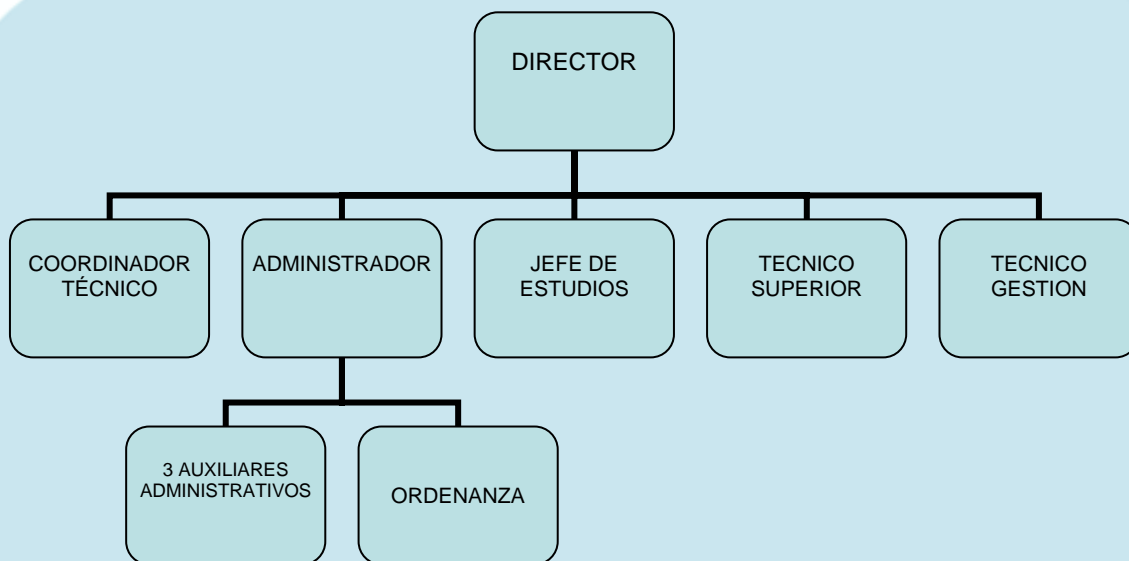 DIRECTOR
COORDINADOR
TÉCNICO
ADMINISTRADOR
JEFE DE
ESTUDIOS
TECNICO
SUPERIOR
TECNICO
GESTION
3 AUXILIARES
ADMINISTRATIVOS
ORDENANZA